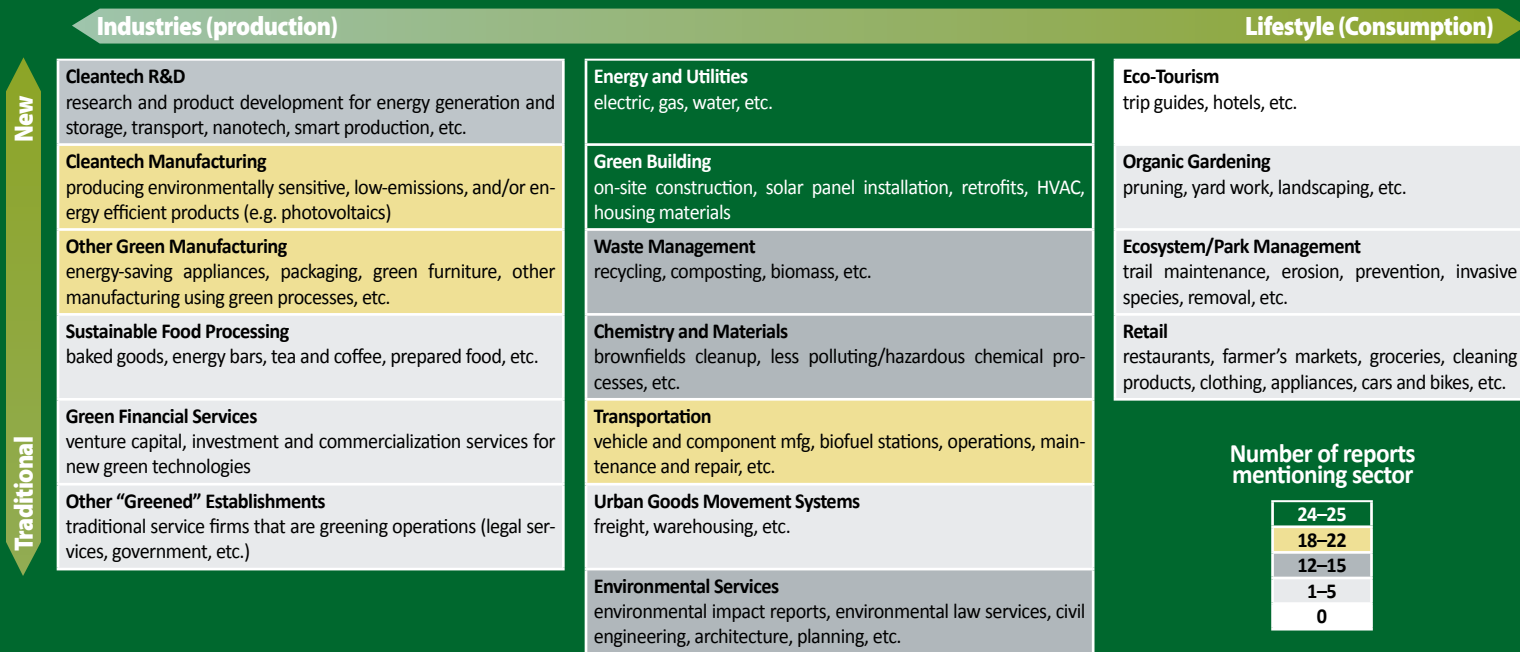 Industries (production)
Lifestyle (Consumption)
New
Traditional
Cleantech R&D
research and product development for energy generation and
storage, transport, nanotech, smart production, etc.
Cleantech Manufacturing
producing environmentally sensitive, low-emissions, and/or en-
ergy efficient products (e.g. photovoltaics)
Other Green Manufacturing
energy-saving appliances, packaging, green furniture, other
manufacturing using green processes, etc.
Sustainable Food Processing
baked goods, energy bars, tea and coffee, prepared food, etc.
Green Financial Services
venture capital, investment and commercialization services for
new green technologies
Other “Greened” Establishments
traditional service firms that are greening operations (legal ser-
vices, government, etc.)
Energy and Utilities
electric, gas, water, etc.
Green Building
on-site construction, solar panel installation, retrofits, HVAC,
housing materials
Waste Management
recycling, composting, biomass, etc.
Chemistry and Materials
brownfields cleanup, less polluting/hazardous chemical pro-
cesses, etc.
Transportation
vehicle and component mfg, biofuel stations, operations, main-
tenance and repair, etc.
Urban Goods Movement Systems
freight, warehousing, etc.
Environmental Services
environmental impact reports, environmental law services, civil
engineering, architecture, planning, etc.
Eco-Tourism
trip guides, hotels, etc.
Organic Gardening
pruning, yard work, landscaping, etc.
Ecosystem/Park Management
trail maintenance, erosion, prevention, invasive
species, removal, etc.
Retail
restaurants, farmer’s markets, groceries, cleaning
products, clothing, appliances, cars and bikes, etc.
Number of reports
mentioning sector
24–25
18–22
12–15
1–5
0